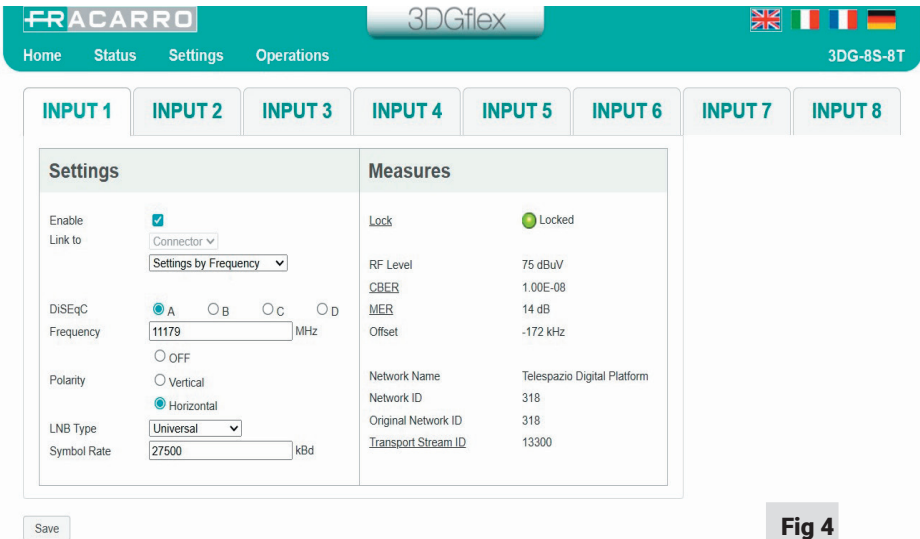 FRACARRO
3DGflex
Home Status Settings Operations 3DG-8S-8T
INPUT 1 INPUT 2 INPUT 3 INPUT 4 INPUT 5 INPUT 6 INPUT 7 INPUT 8
Settings
Enable
Link to Connector
Settings by Frequency
DiSEqC A B C D
Frequency 11179 MHz
OFF
Polarity Vertical
Horizontal
LNB Type Universal
Symbol Rate 27500 kBd
Measures
Lock Locked
RF Level 75 dBuV
CBER 1.00E-08
MER 14 dB
Offset -172 kHz
Network Name Telespazio Digital Platform
Network ID 318
Original Network ID 318
Transport Stream ID 13300
Save
Fig 4